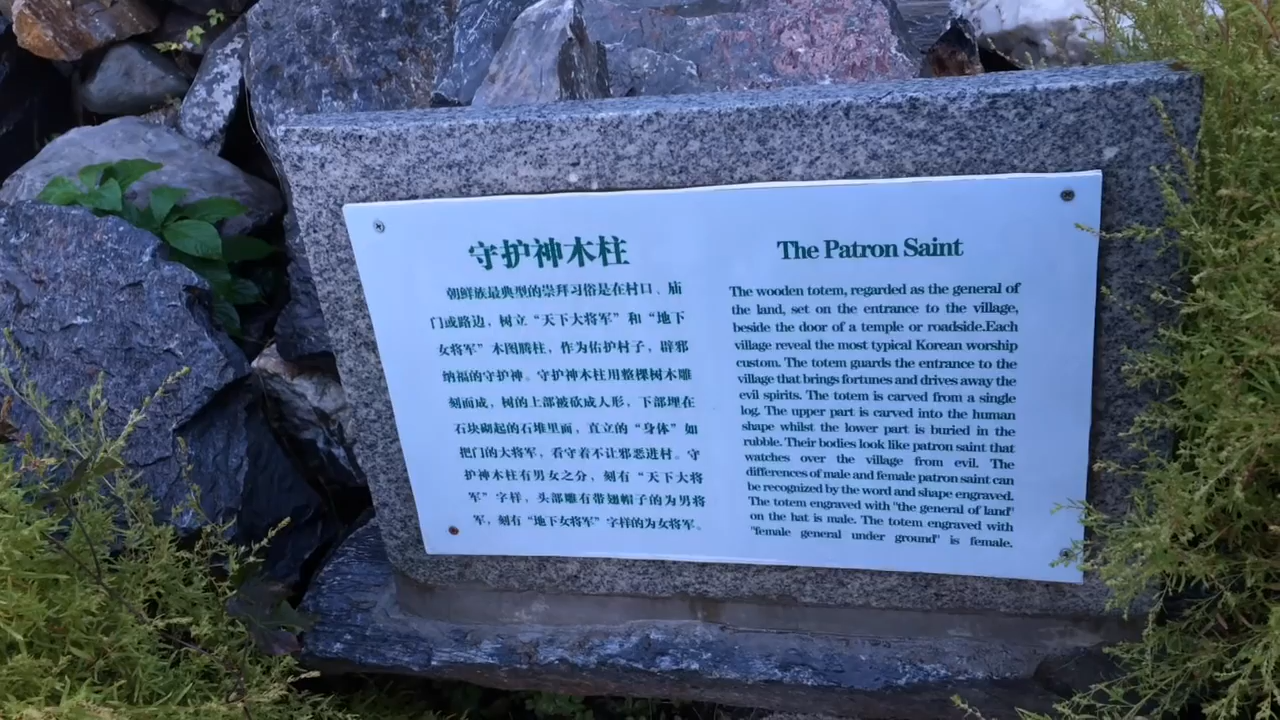 守护神木柱
朝鲜族最典型的崇拜习俗是在村口、庙
门或路边，树立“天下大将军”和“地下
女将军”木图腾柱，作为佑护村子，辟邪
纳福的守护神。守护神木柱用整棵树木雕
刻而成，树的上部被砍成人形，下部埋在
石块砌起的石堆里面，直立的“身体”如
把门的大将军，看守着不让邪恶进村。守
护神木柱有男女之分，刻有“天下大将
军”字样，头部雕有带翅帽子的为男将
军，刻有“地下女将军”字样的为女将军。
The Patron Saint
The wooden totem, regarded as the general of
the land, set on the entrance to the village,
beside the door of a temple or roadside.Each
village reveal the most typical Korean worship
custom. The totem guards the entrance to the
village that brings fortunes and drives away the
evil spirits. The totem is carved from a single
log. The upper part is carved into the human
shape whilst the lower part is buried in the
rubble. Their bodies look like patron saint that
watches over the village from evil. The
differences of male and female patron saint can
be recognized by the word and shape engraved.
The totem engraved with "the general of land"
on the hat is male. The totem engraved with
"female general under ground" is female.